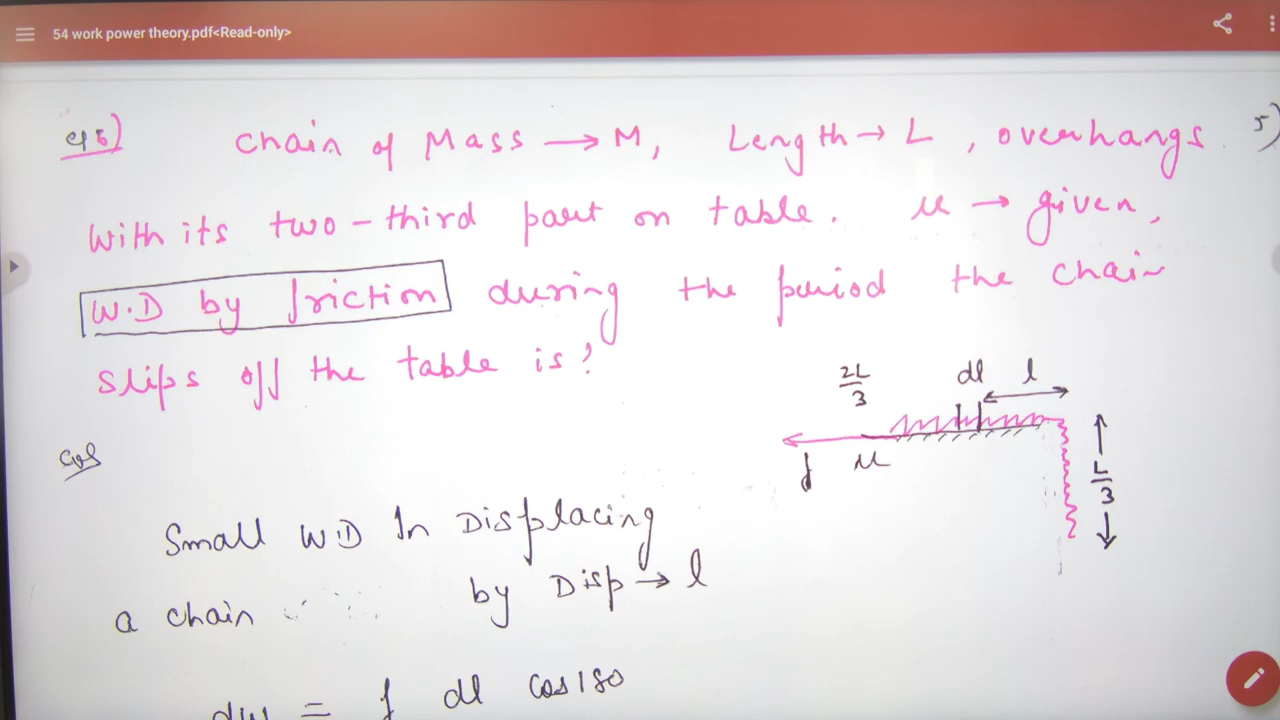 54 work power theory.pdf<Read-only>
Chain of Mass → M, Length → L, overhangs
5)
with its two-third part on table. μ → given,
W.D by friction during the period the chain
slips off the table is?
2L/3
dl
l
f
μ
L/3
Small WD In Displacing
a chain by Disp → l
dw = f dl cos180